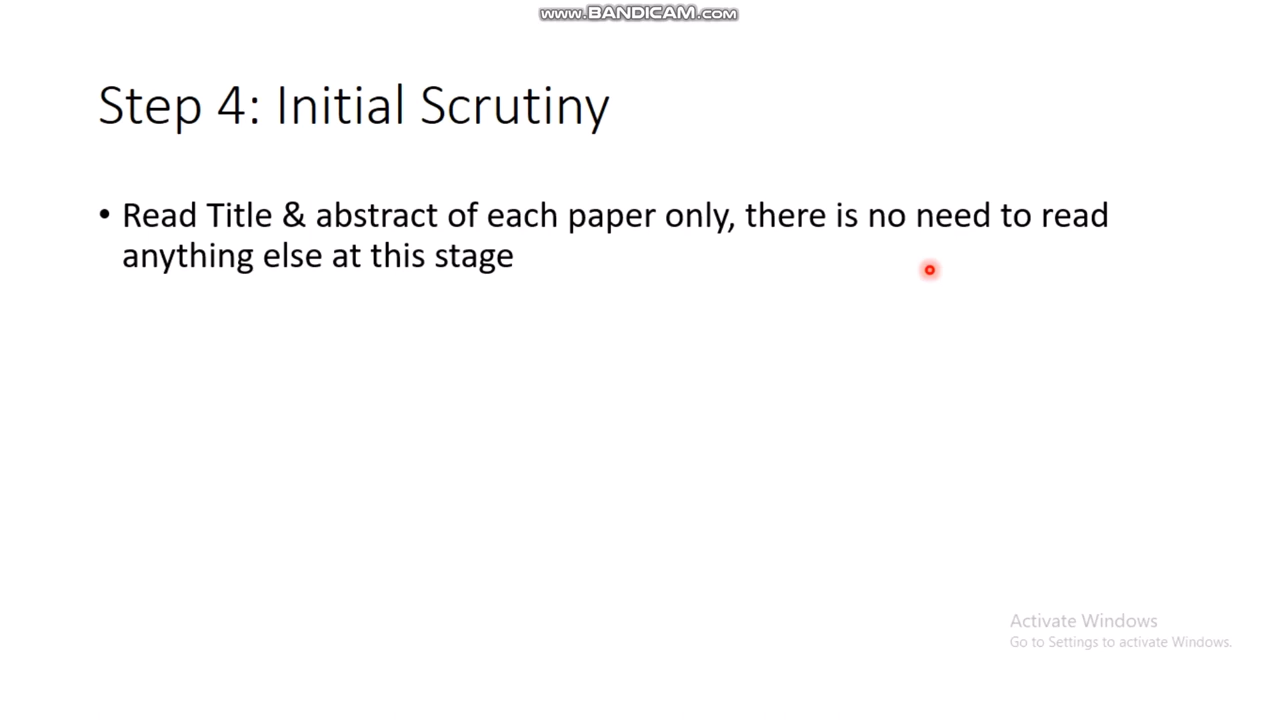 www.BANDICAM.com
Step 4: Initial Scrutiny
• Read Title & abstract of each paper only, there is no need to read
anything else at this stage
Activate Windows
Go to Settings to activate Windows.